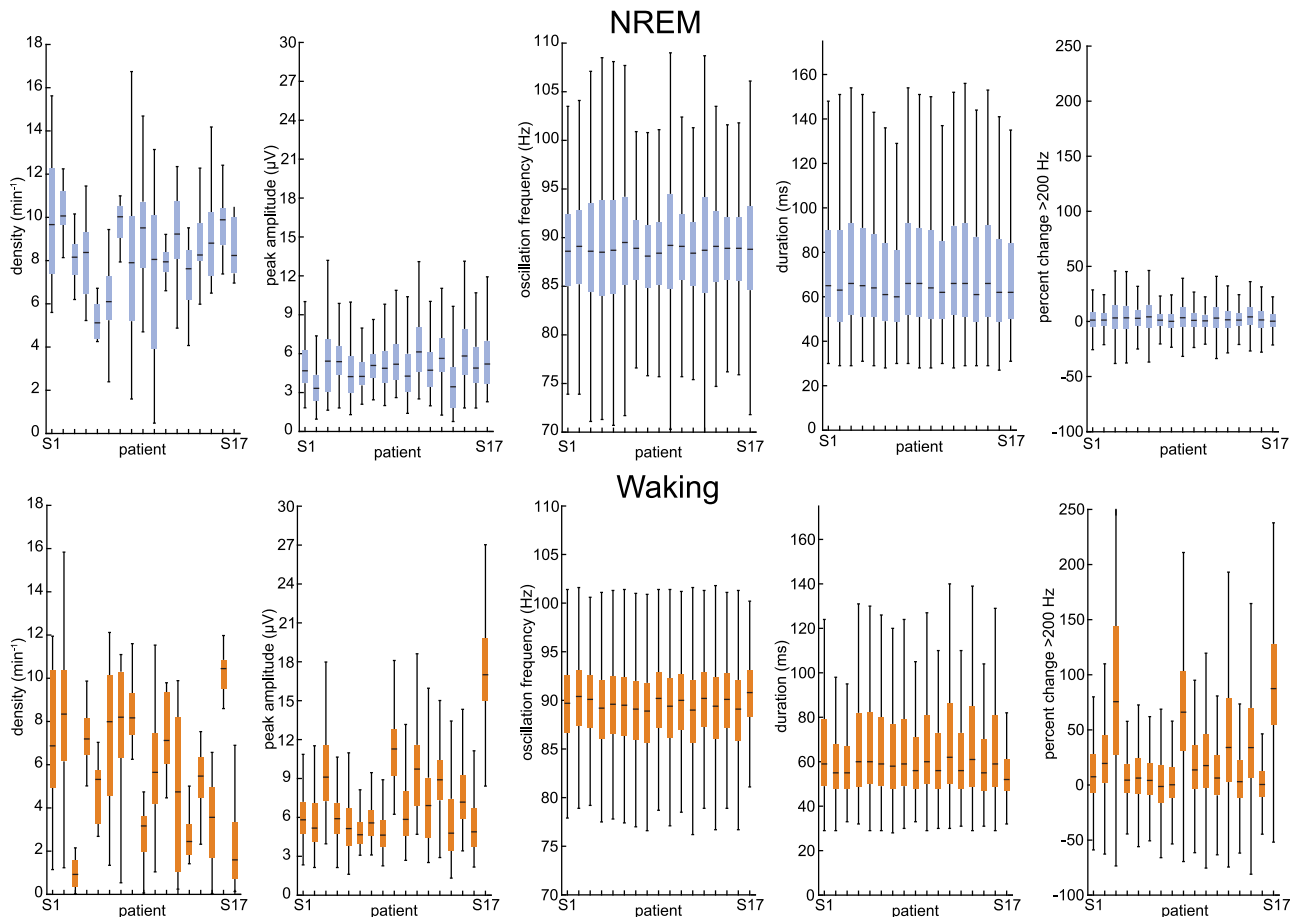 NREM
density (min⁻¹)
18
16
14
12
10
8
6
4
2
0
S1
S17
patient
peak amplitude (µV)
30
27
24
21
18
15
12
9
6
3
0
S1
S17
patient
oscillation frequency (Hz)
110
105
100
95
90
85
80
75
70
S1
S17
patient
duration (ms)
160
140
120
100
80
60
40
20
0
S1
S17
patient
percent change >200 Hz
250
200
150
100
50
0
-50
-100
S1
S17
patient
Waking
density (min⁻¹)
18
16
14
12
10
8
6
4
2
0
S1
S17
patient
peak amplitude (µV)
30
27
24
21
18
15
12
9
6
3
0
S1
S17
patient
oscillation frequency (Hz)
110
105
100
95
90
85
80
75
70
S1
S17
patient
duration (ms)
160
140
120
100
80
60
40
20
0
S1
S17
patient
percent change >200 Hz
250
200
150
100
50
0
-50
-100
S1
S17
patient